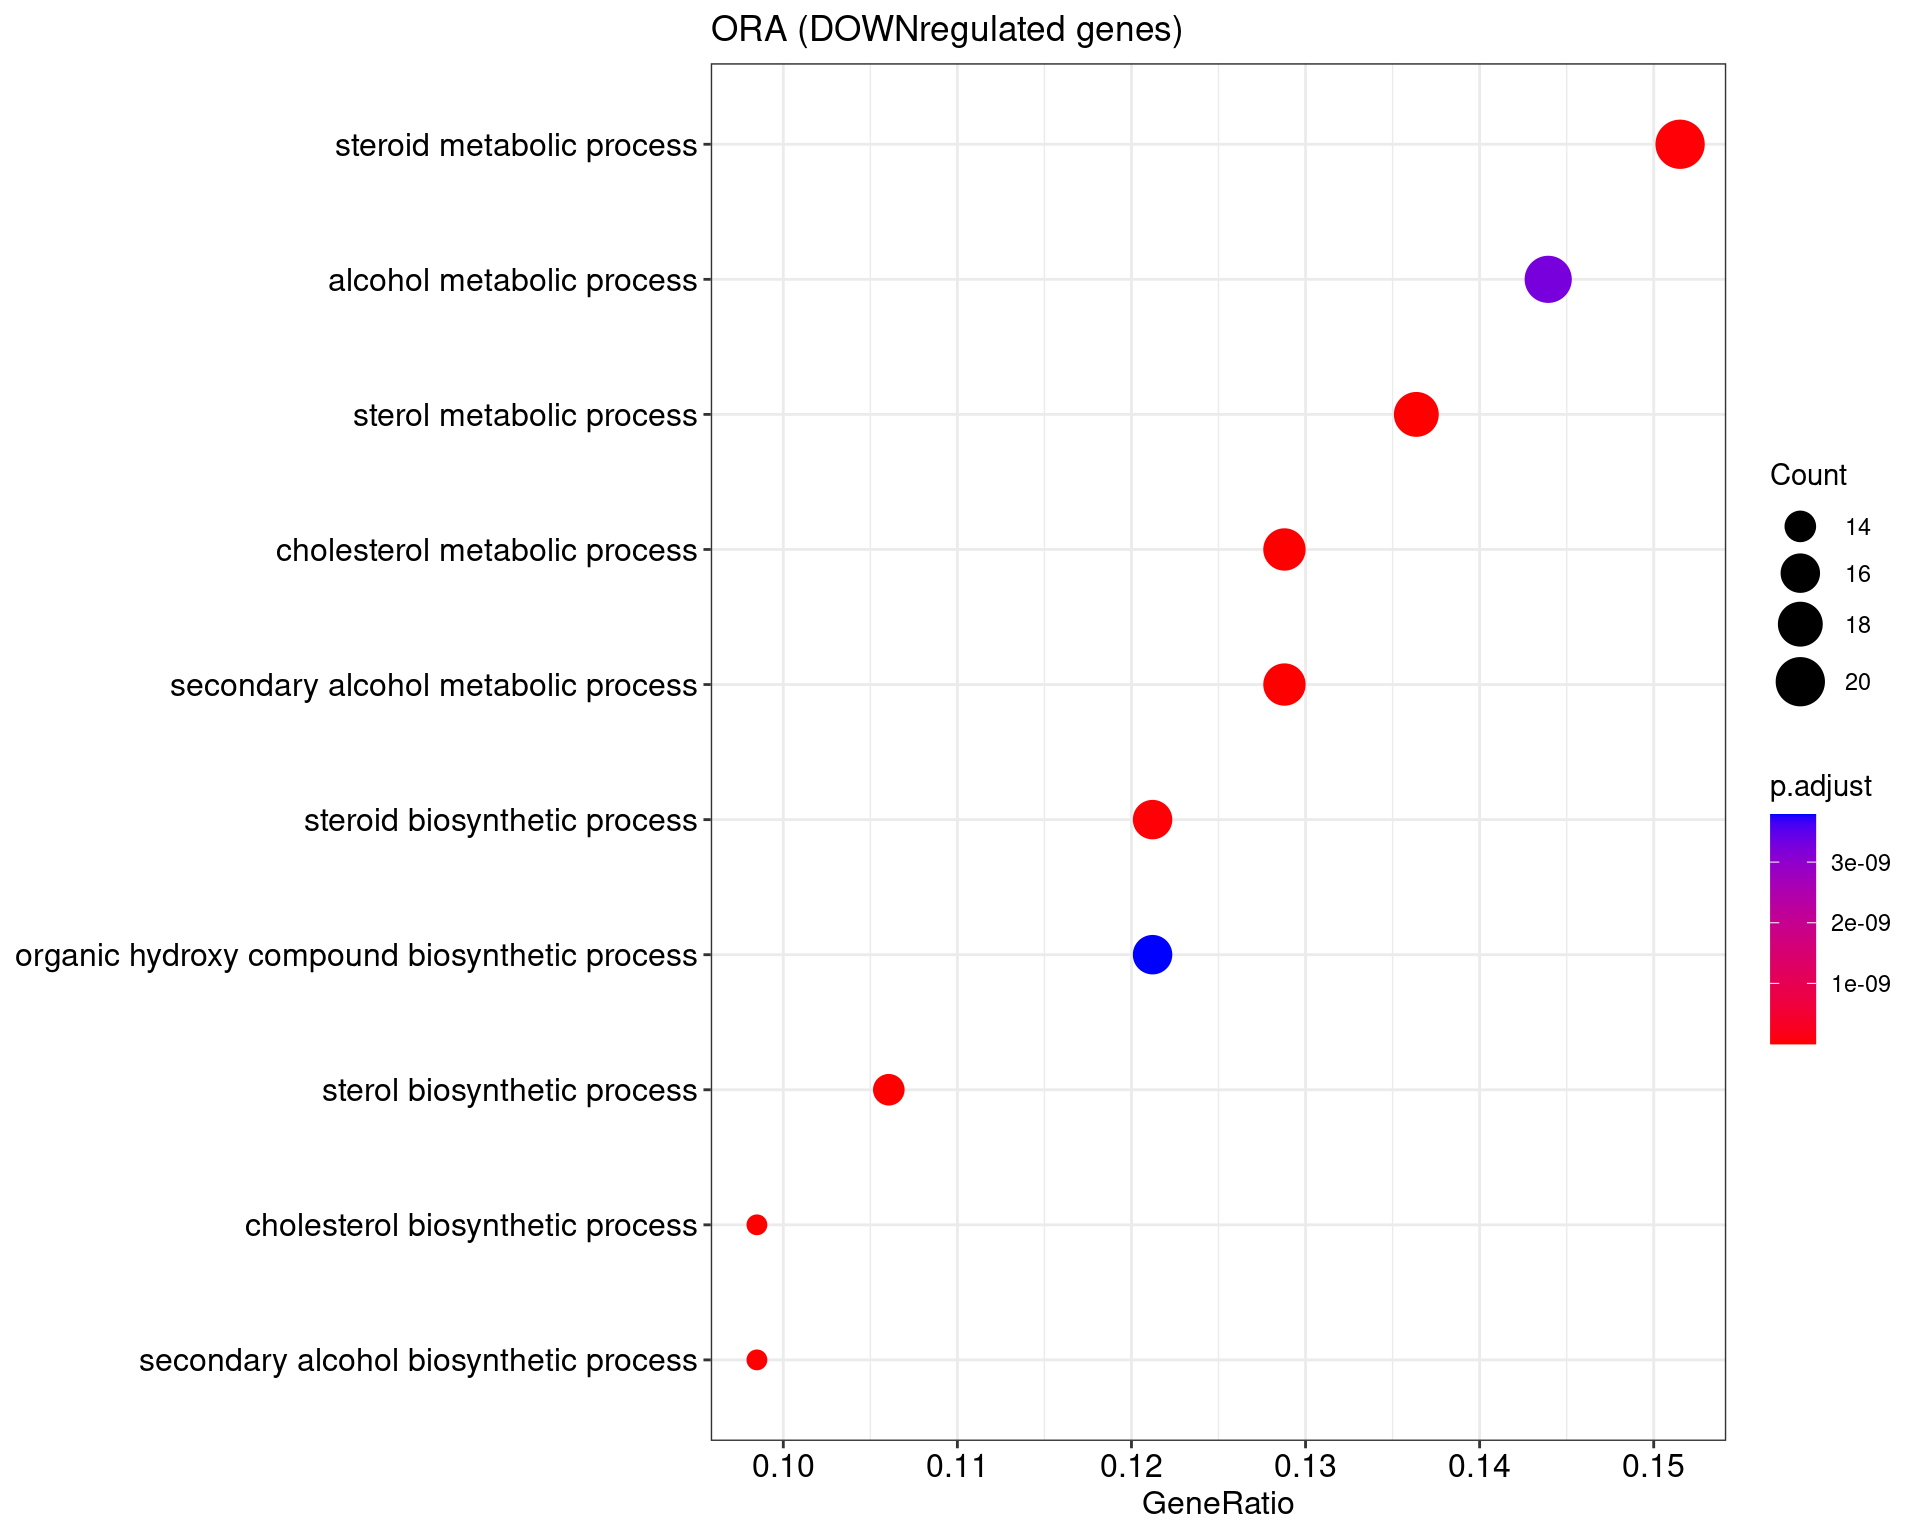 ORA (DOWNregulated genes)
steroid metabolic process
alcohol metabolic process
sterol metabolic process
cholesterol metabolic process
secondary alcohol metabolic process
steroid biosynthetic process
organic hydroxy compound biosynthetic process
sterol biosynthetic process
cholesterol biosynthetic process
secondary alcohol biosynthetic process
0.10 0.11 0.12 0.13 0.14 0.15
GeneRatio
Count
14
16
18
20
p.adjust
3e-09
2e-09
1e-09